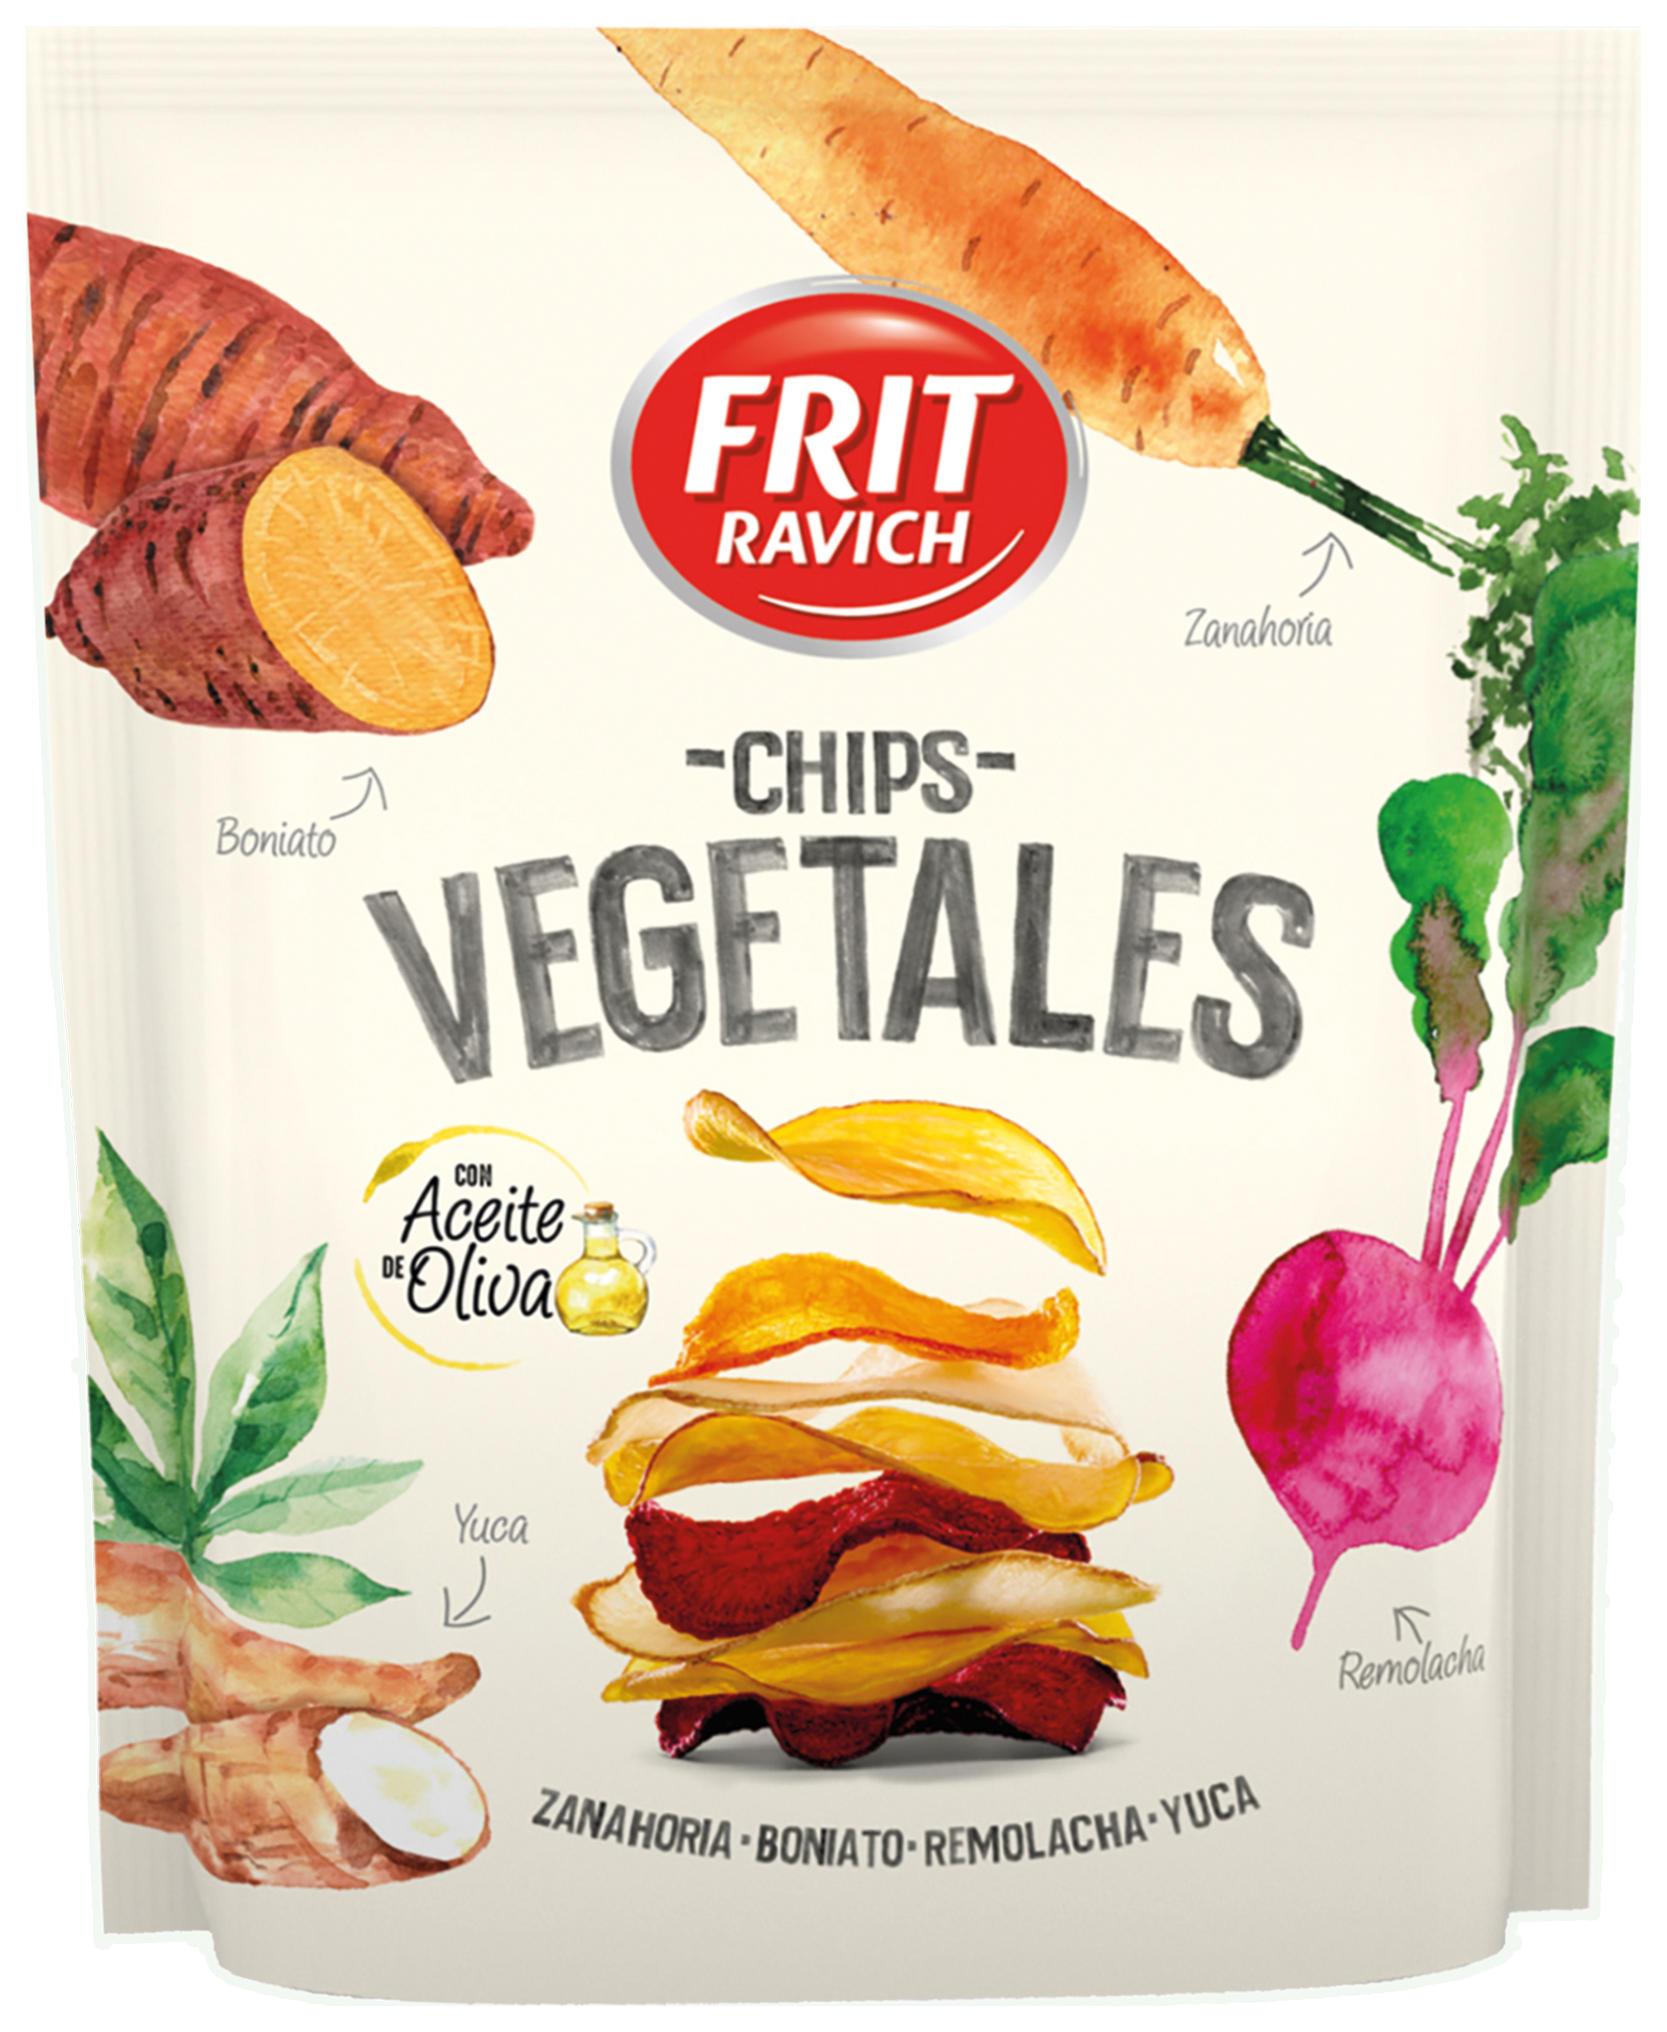 FRIT
RAVICH
Zanahoria
Boniato
-CHIPS-
VEGETALES
CON
Aceite
DE Oliva
Yuca
Remolacha
ZANAHORIA · BONIATO · REMOLACHA · YUCA